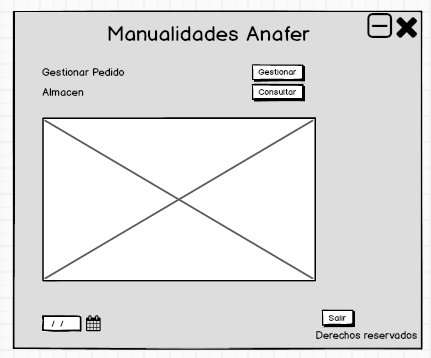 Manualidades Anafer
Gestionar Pedido Gestionar
Almacen Consultar
/ /
Salir
Derechos reservados